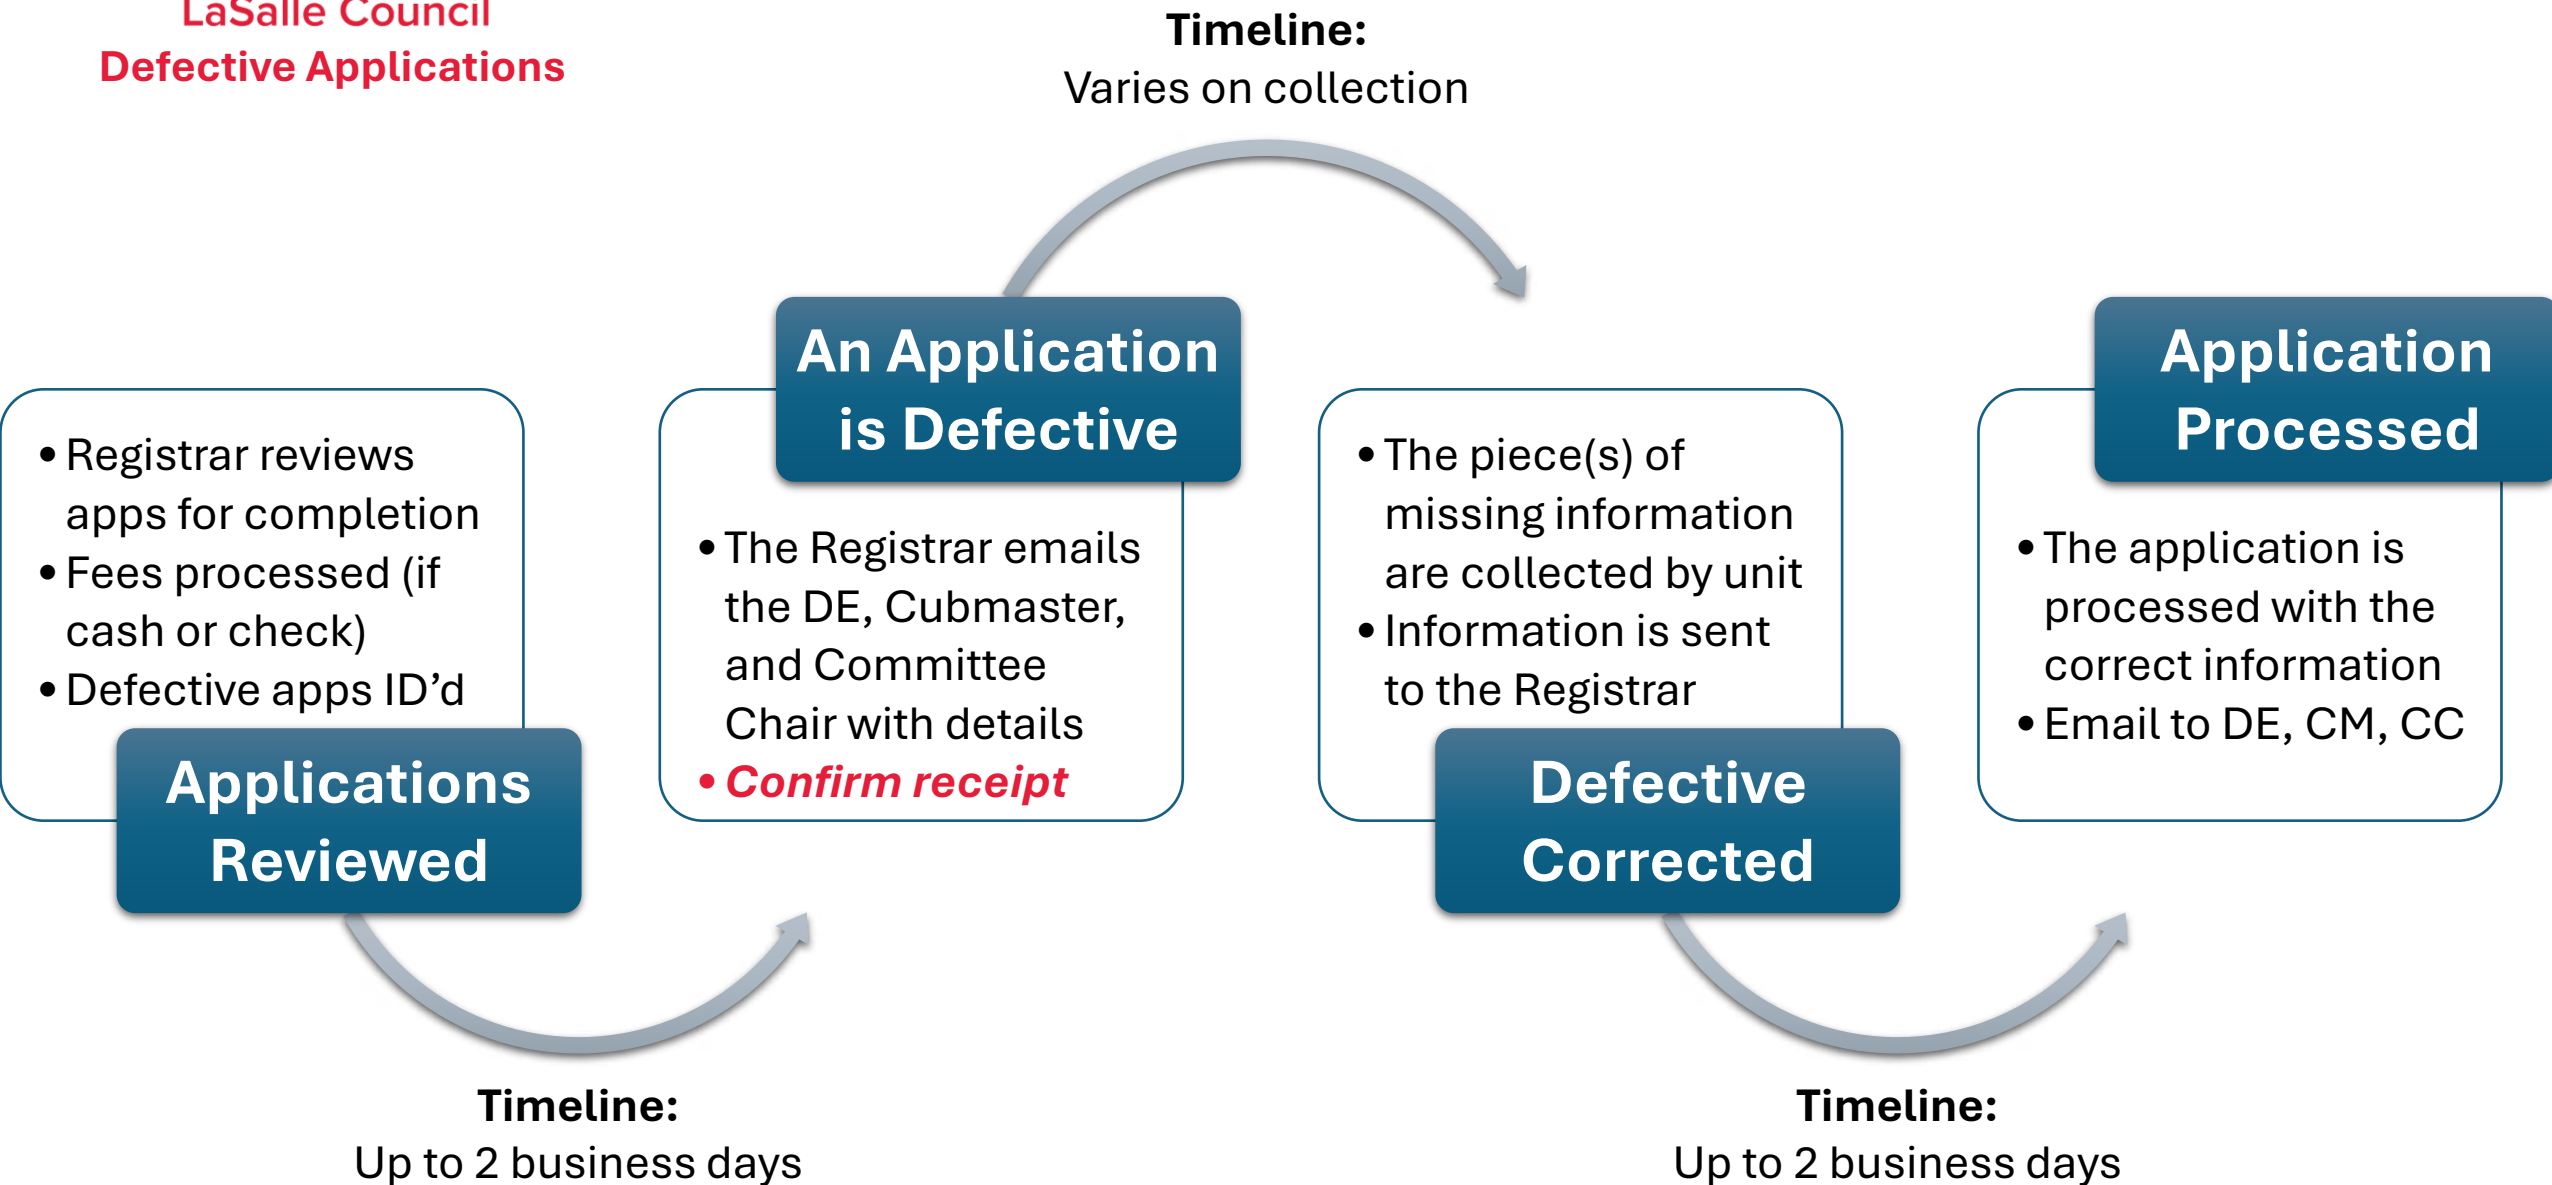 LaSalle Council
Defective Applications
Timeline:
Varies on collection
• Registrar reviews
apps for completion
• Fees processed (if
cash or check)
• Defective apps ID’d
Applications
Reviewed
Timeline:
Up to 2 business days
An Application
is Defective
• The Registrar emails
the DE, Cubmaster,
and Committee
Chair with details
• Confirm receipt
• The piece(s) of
missing information
are collected by unit
• Information is sent
to the Registrar
Defective
Corrected
Timeline:
Up to 2 business days
Application
Processed
• The application is
processed with the
correct information
• Email to DE, CM, CC